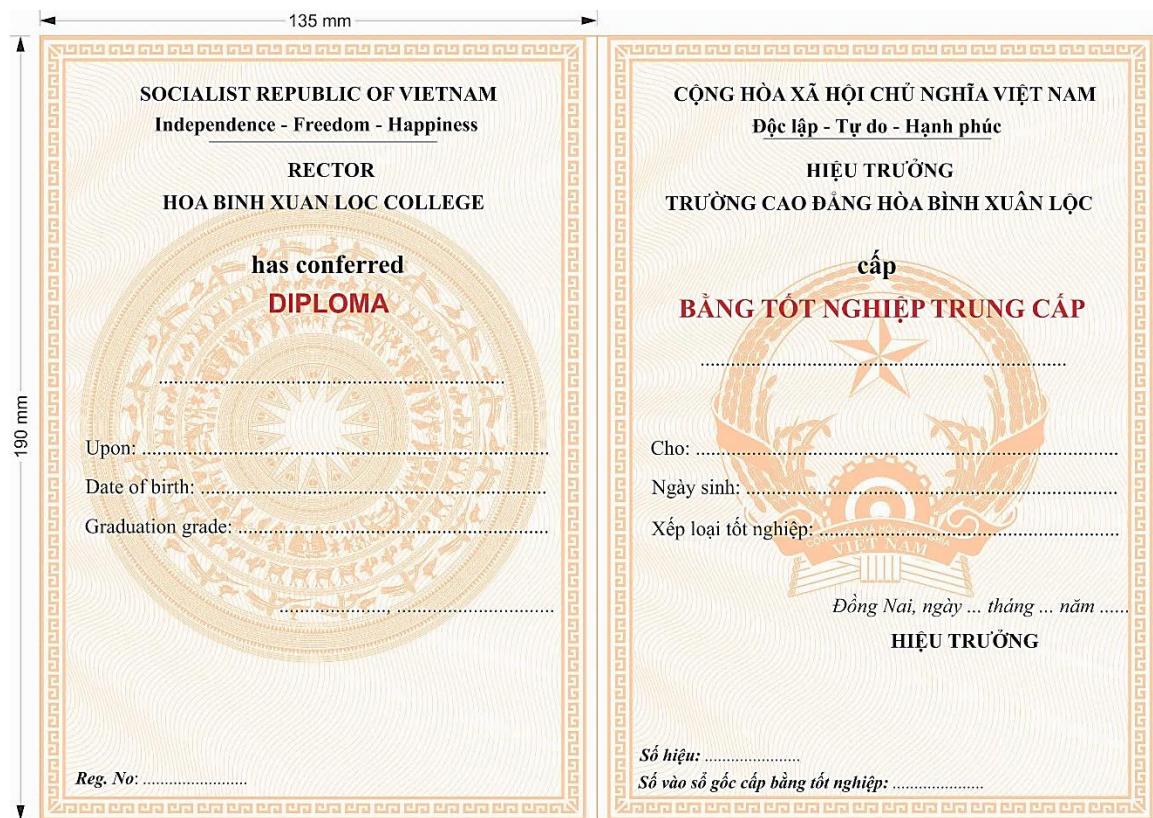 135 mm
190 mm
SOCIALIST REPUBLIC OF VIETNAM
Independence - Freedom - Happiness
RECTOR
HOA BINH XUAN LOC COLLEGE
has conferred
DIPLOMA
................................................................
Upon: ................................................................
Date of birth: ................................................................
Graduation grade: ................................................................
....................., ..............................
Reg. No: ........................
CỘNG HÒA XÃ HỘI CHỦ NGHĨA VIỆT NAM
Độc lập - Tự do - Hạnh phúc
HIỆU TRƯỞNG
TRƯỜNG CAO ĐẲNG HÒA BÌNH XUÂN LỘC
cấp
BẰNG TỐT NGHIỆP TRUNG CẤP
................................................................
Cho: ................................................................
Ngày sinh: ................................................................
Xếp loại tốt nghiệp: ................................................................
VIỆT NAM
Đồng Nai, ngày ... tháng ... năm ......
HIỆU TRƯỞNG
Số hiệu: ......................
Số vào sổ gốc cấp bằng tốt nghiệp: .....................